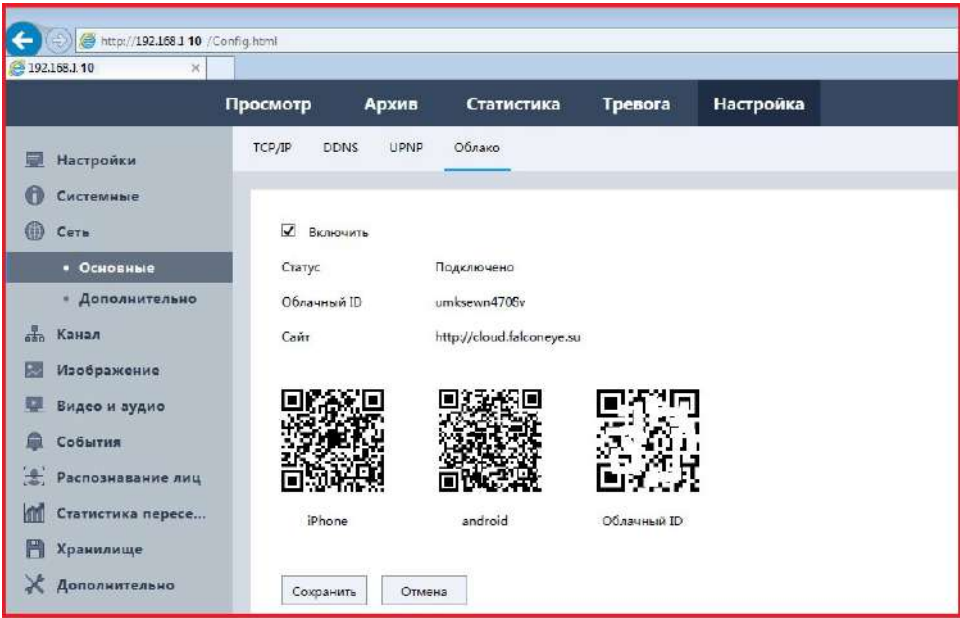 http://192.168.1 10 /Config.html
192.168.1.10
Просмотр Архив Статистика Тревога Настройка
TCP/IP DDNS UPNP Облако
Настройки
Системные
Сеть
• Основные
• Дополнительно
Канал
Изображение
Видео и аудио
События
Распознавание лиц
Статистика пересе...
Хранилище
Дополнительно
Включить
Статус Подключено
Облачный ID umksewn4708v
Сайт http://cloud.falconeye.su
iPhone android Облачный ID
Сохранить Отмена